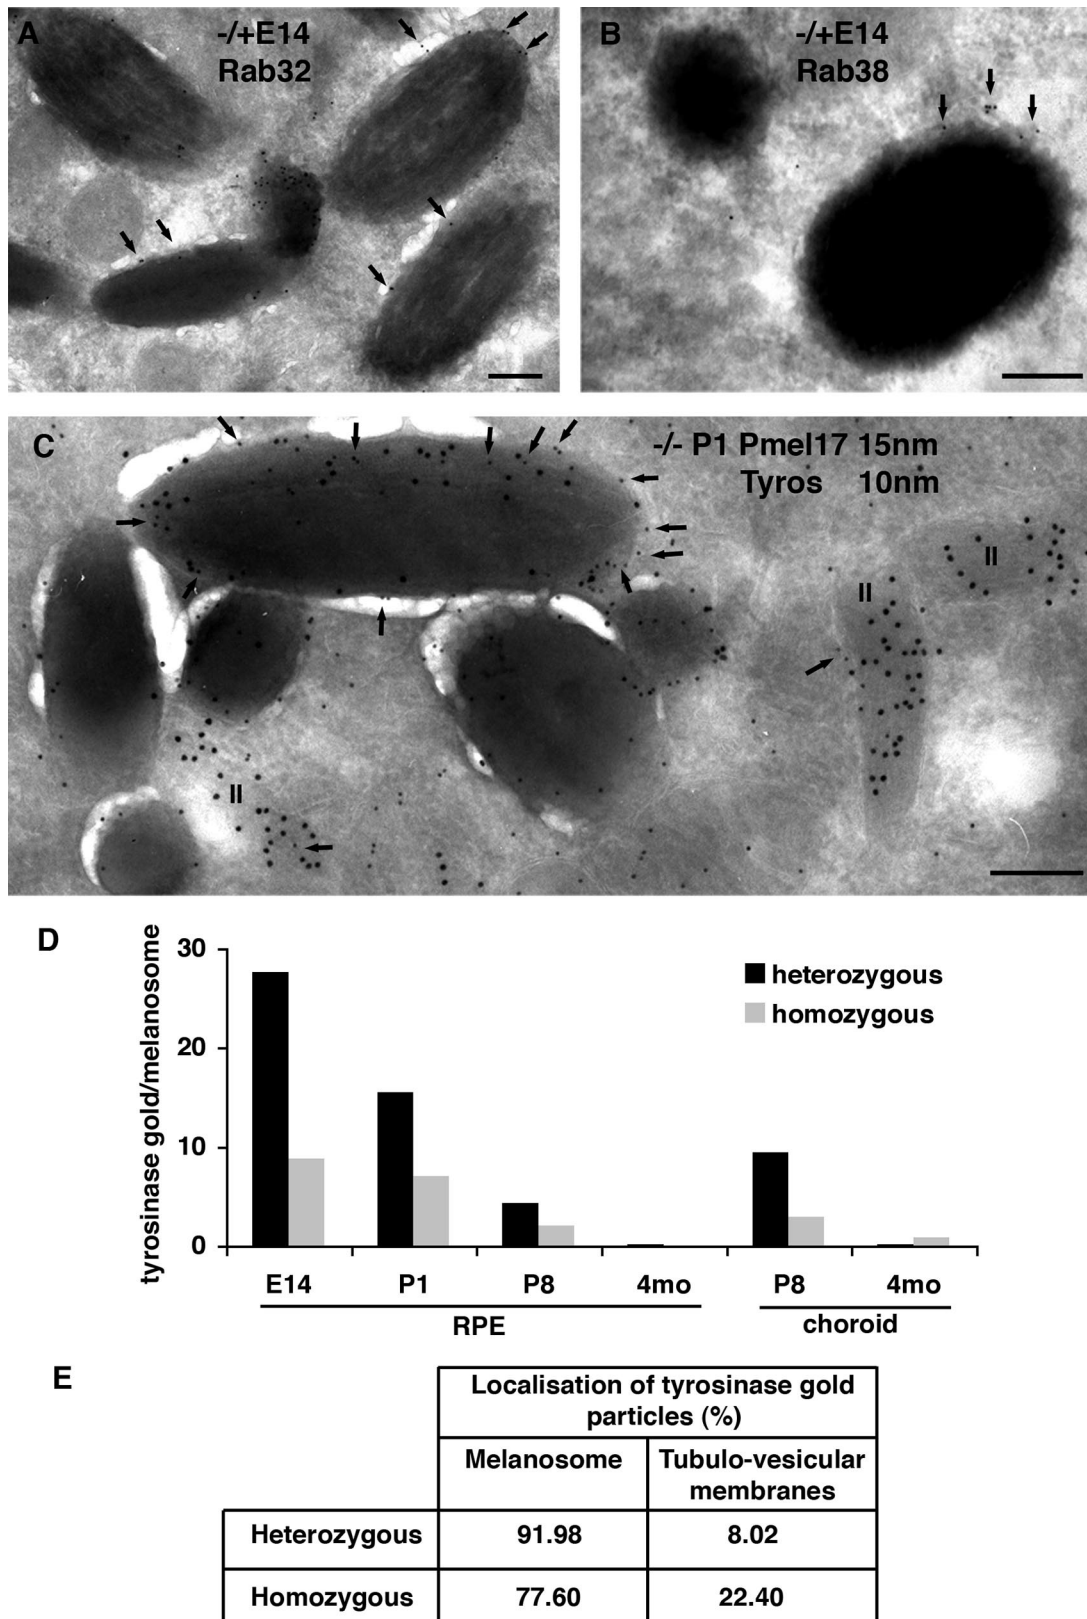 A
-/+E14
Rab32
B
-/+E14
Rab38
C
-/- P1 Pmel17 15nm
Tyros 10nm
II
II
II
D
tyrosinase gold/melanosome
30
20
10
0
heterozygous
homozygous
E14 P1 P8 4mo P8 4mo
RPE choroid
E
Localisation of tyrosinase gold
particles (%)
Melanosome Tubulo-vesicular
membranes
Heterozygous 91.98 8.02
Homozygous 77.60 22.40